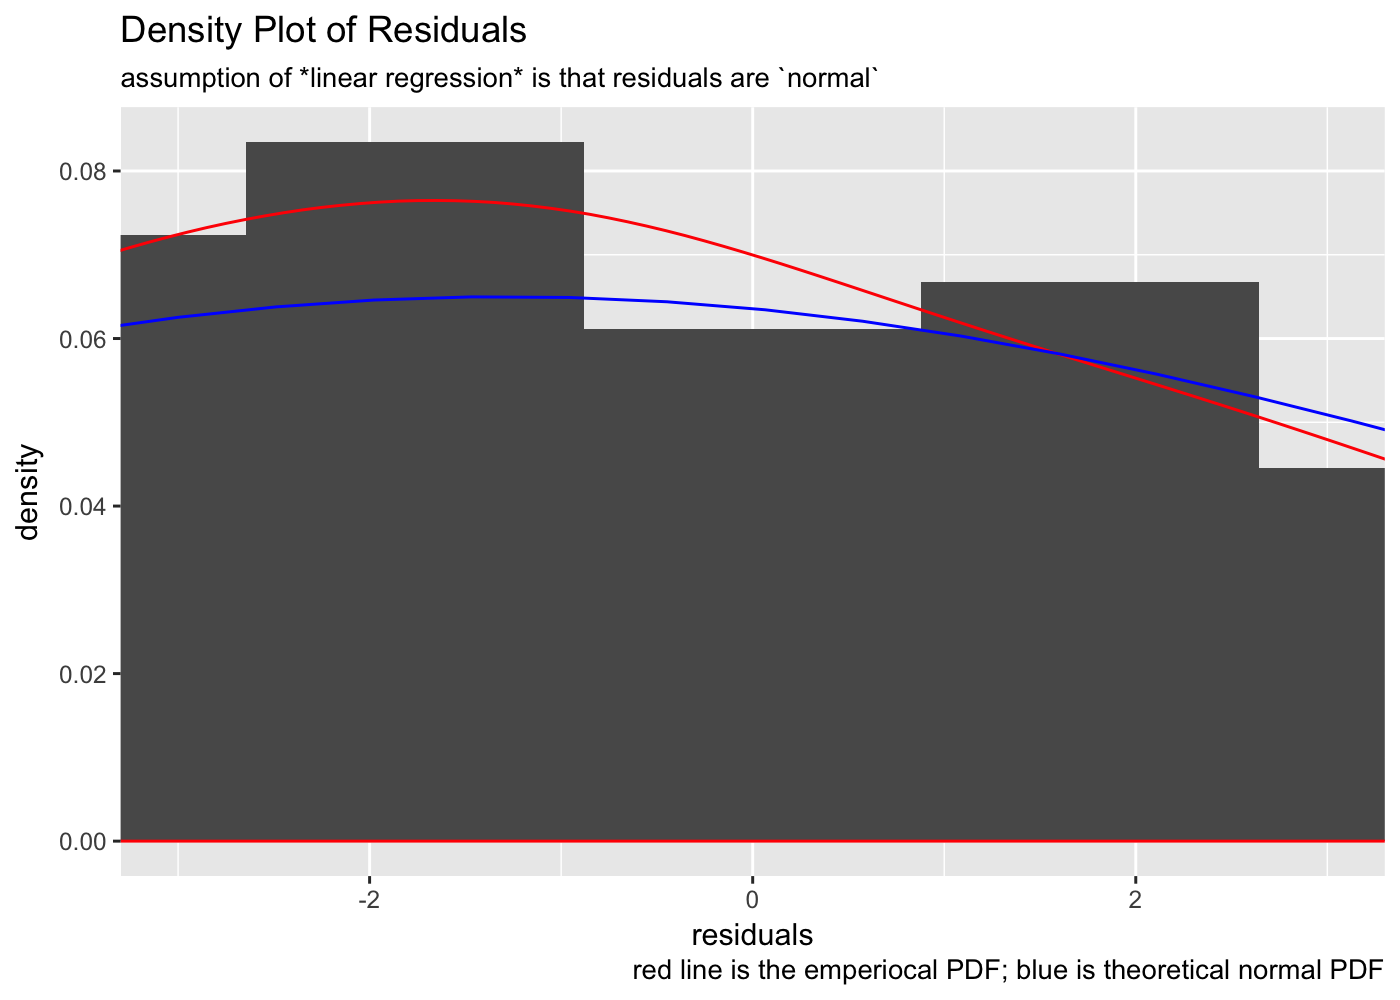 Density Plot of Residuals
assumption of *linear regression* is that residuals are `normal`
density
0.08
0.06
0.04
0.02
0.00
-2
0
2
residuals
red line is the emperiocal PDF; blue is theoretical normal PDF